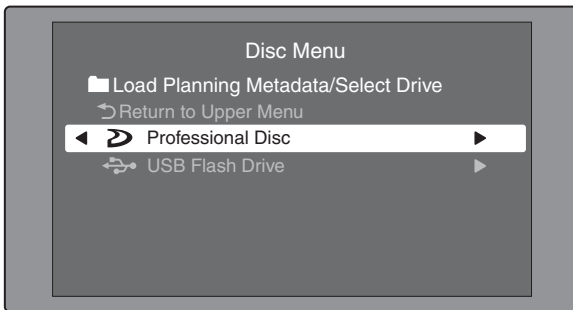 Disc Menu
Load Planning Metadata/Select Drive
Return to Upper Menu
Professional Disc
USB Flash Drive